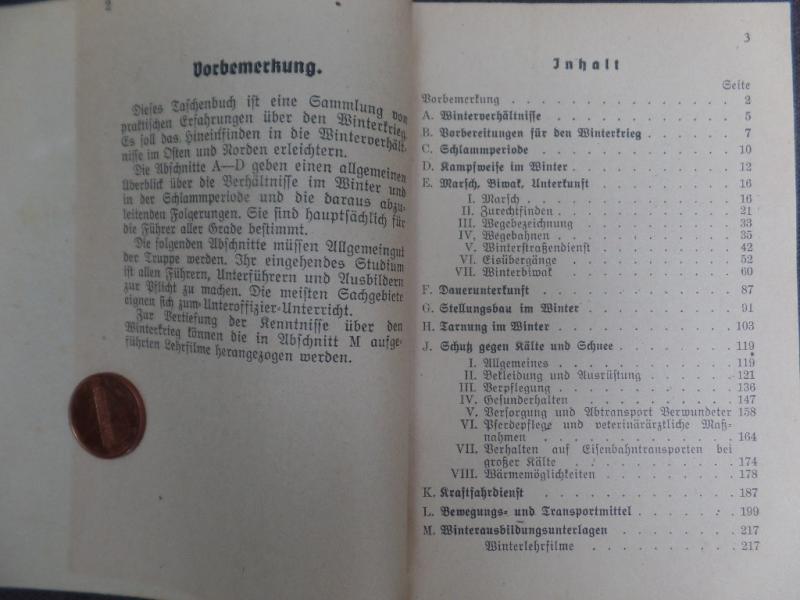 2
Vorbemerkung.
Dieses Taschenbuch ist eine Sammlung von
praktischen Erfahrungen über den Winterkrieg.
Es soll das Hineinfinden in die Winterverhält-
nisse im Osten und Norden erleichtern.
Die Abschnitte A—D geben einen allgemeinen
Überblick über die Verhältnisse im Winter und
in der Schlammperiode und die daraus abzu-
leitenden Folgerungen. Sie sind hauptsächlich für
die Führer aller Grade bestimmt.
Die folgenden Abschnitte müssen Allgemeingut
der Truppe werden. Ihr eingehendes Studium
ist allen Führern, Unterführern und Ausbildern
zur Pflicht zu machen. Die meisten Sachgebiete
eignen sich zum Unteroffizier-Unterricht.
Zur Vertiefung der Kenntnisse über den
Winterkrieg können die in Abschnitt M aufge-
führten Lehrfilme herangezogen werden.
3
Inhalt
Seite
Vorbemerkung . . . . . . . . . . . . 2
A. Winterverhältnisse . . . . . . . . . 5
B. Vorbereitungen für den Winterkrieg . . . . 7
C. Schlammperiode . . . . . . . . . . 10
D. Kampfweise im Winter . . . . . . . . 12
E. Marsch, Biwak, Unterkunft . . . . . . . 16
I. Marsch . . . . . . . . . . . 16
II. Zurechtfinden . . . . . . . . . 21
III. Wegebezeichnung . . . . . . . . 33
IV. Wegebahnen . . . . . . . . . 35
V. Winterstraßendienst . . . . . . . 42
VI. Eisübergänge . . . . . . . . . 52
VII. Winterbiwak . . . . . . . . . 60
F. Dauerunterkunft . . . . . . . . . . 87
G. Stellungsbau im Winter . . . . . . . . 91
H. Tarnung im Winter . . . . . . . . . 103
J. Schutz gegen Kälte und Schnee . . . . . . 119
I. Allgemeines . . . . . . . . . 119
II. Bekleidung und Ausrüstung . . . . . 121
III. Verpflegung . . . . . . . . . 136
IV. Gesunderhalten . . . . . . . . 147
V. Versorgung und Abtransport Verwundeter 158
VI. Pferdepflege und veterinärärztliche Maß-
nahmen . . . . . . . . . . 164
VII. Verhalten auf Eisenbahntransporten bei
großer Kälte . . . . . . . . . 174
VIII. Wärmemöglichkeiten . . . . . . . 178
K. Kraftfahrdienst . . . . . . . . . . 187
L. Bewegungs- und Transportmittel . . . . . 199
M. Winterausbildungsunterlagen . . . . . . 217
Winterlehrfilme . . . . . . . . . 217